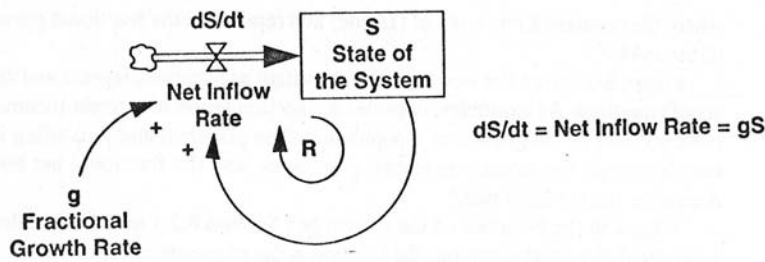 dS/dt
S
State of
the System
Net Inflow
Rate
+
+
R
g
Fractional
Growth Rate
dS/dt = Net Inflow Rate = gS